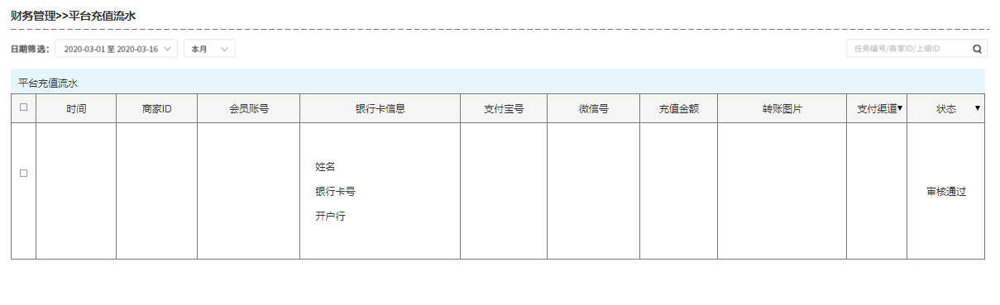 财务管理>>平台充值流水
日期筛选： 2020-03-01 至 2020-03-16 本月 任务编号/商家ID/上级ID
平台充值流水
时间 商家ID 会员账号 银行卡信息 支付宝号 微信号 充值金额 转账图片 支付渠道▼ 状态 ▼
姓名
银行卡号 审核通过
开户行